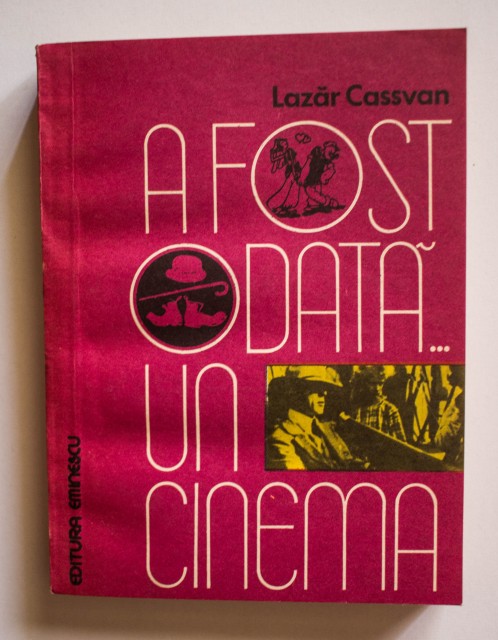 Lazăr Cassvan
A FOST
ODATĂ...
UN
CINEMA
EDITURA EMINESCU